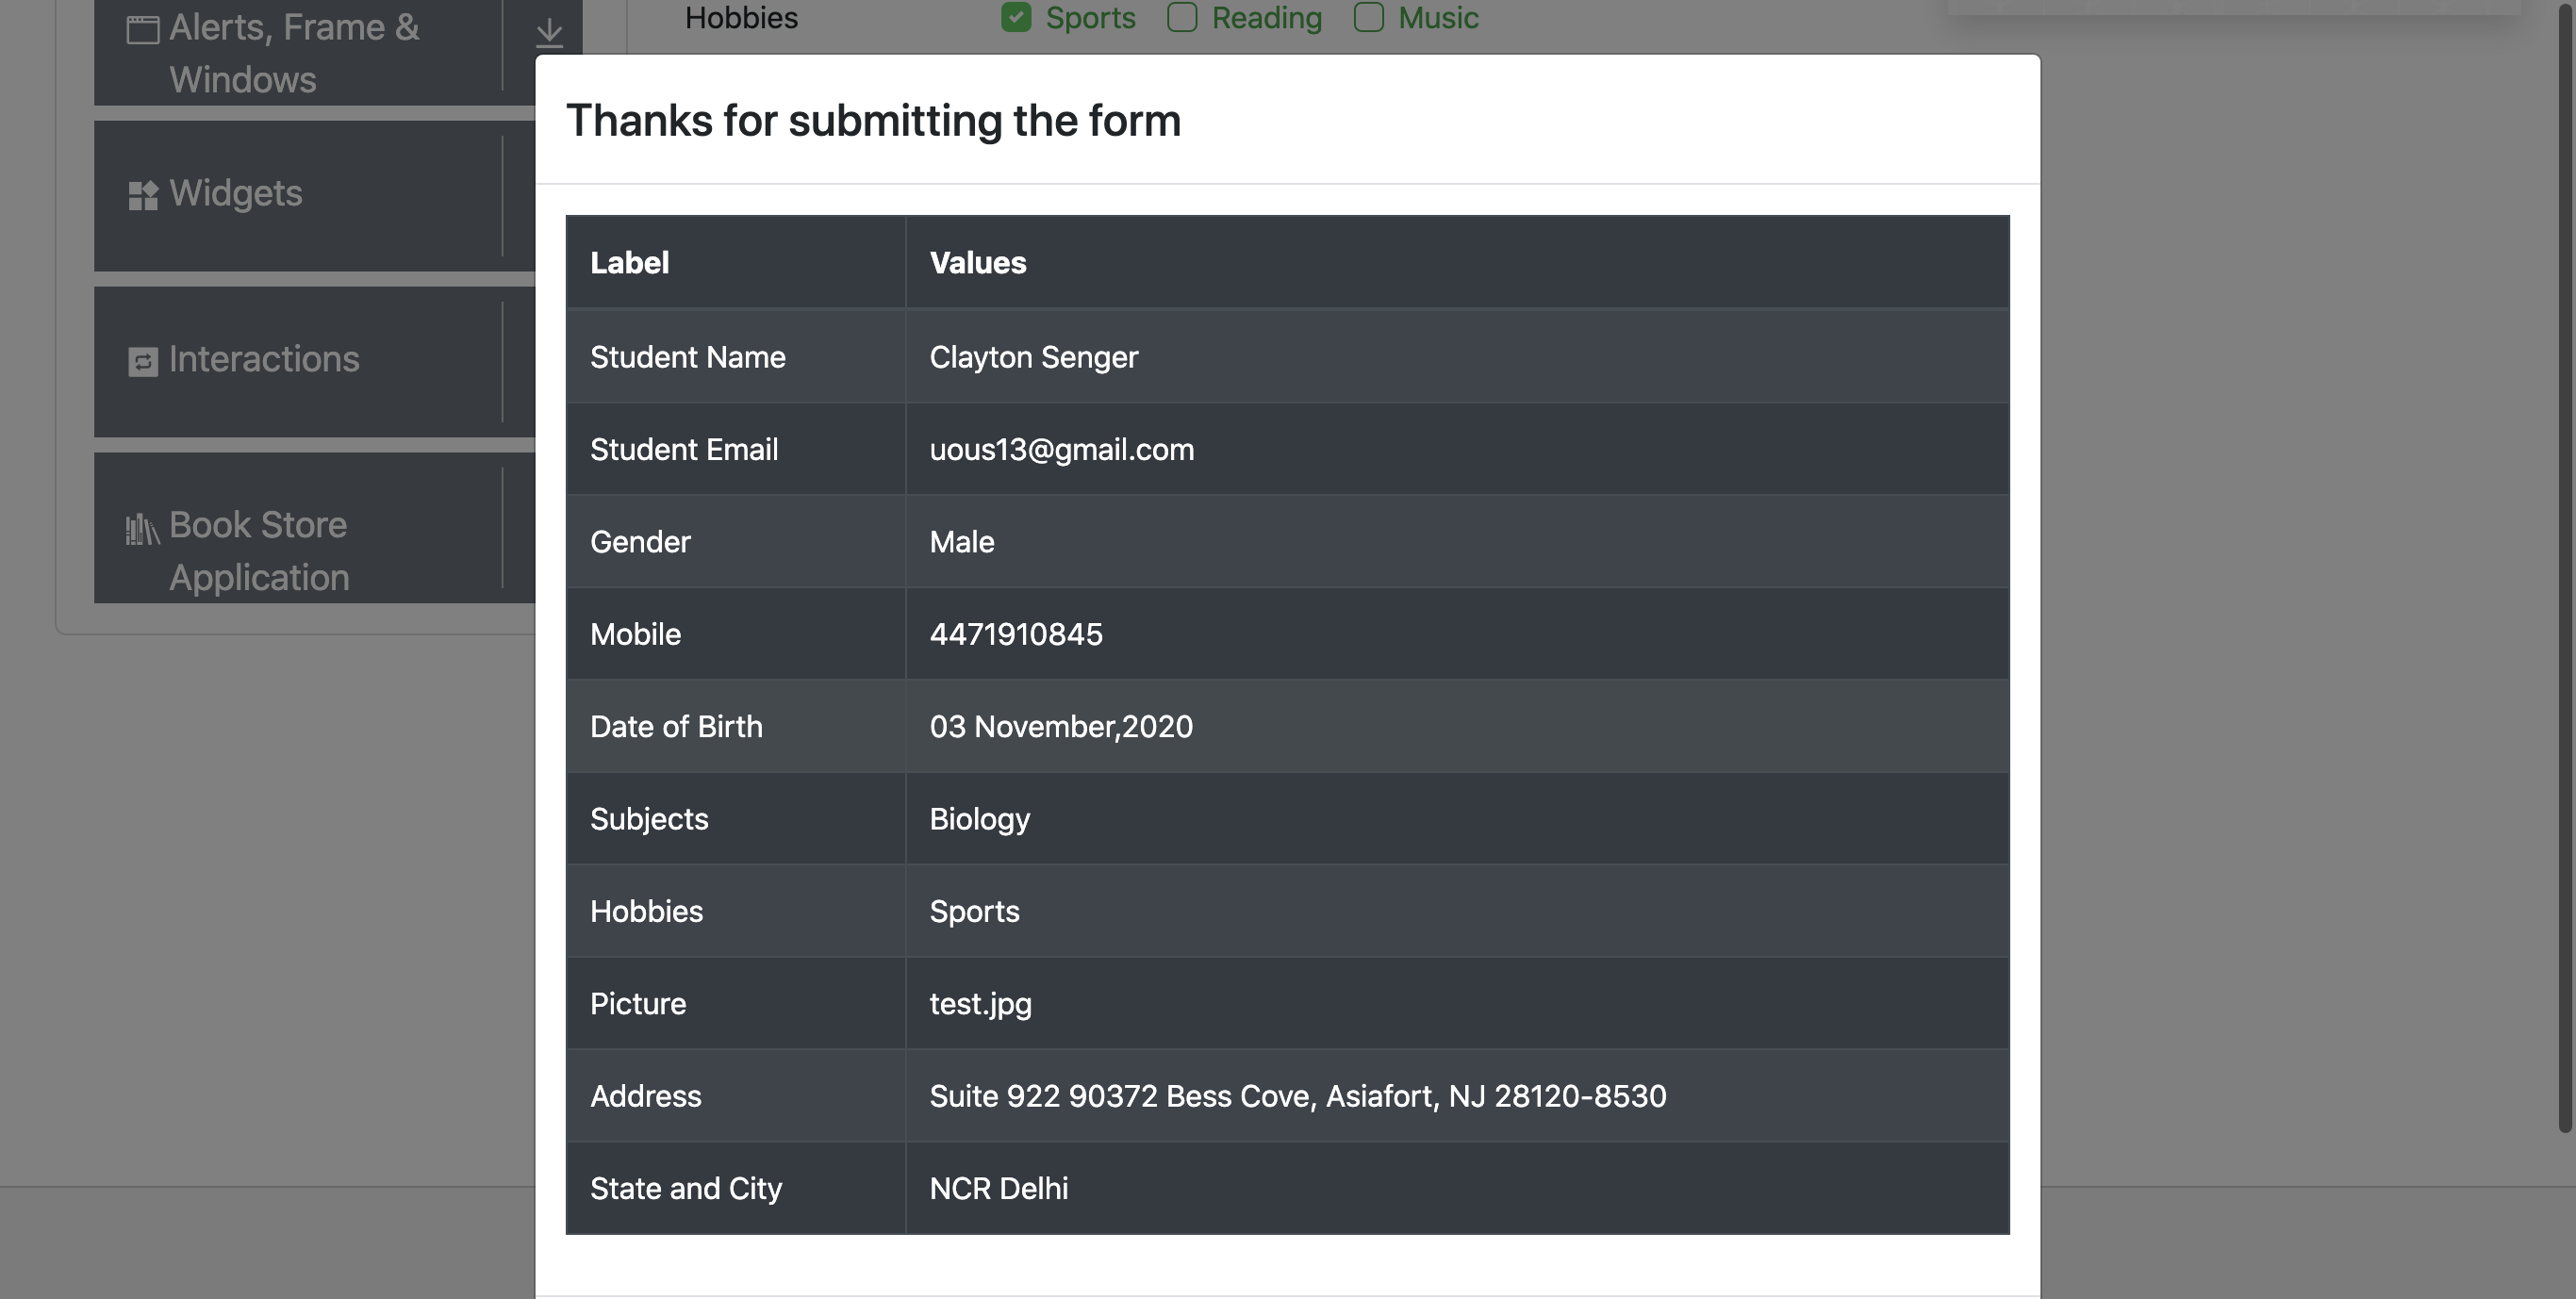 Alerts, Frame &
Windows
Widgets
Interactions
Book Store
Application
Hobbies Sports Reading Music
Thanks for submitting the form
Label Values
Student Name Clayton Senger
Student Email uous13@gmail.com
Gender Male
Mobile 4471910845
Date of Birth 03 November,2020
Subjects Biology
Hobbies Sports
Picture test.jpg
Address Suite 922 90372 Bess Cove, Asiafort, NJ 28120-8530
State and City NCR Delhi